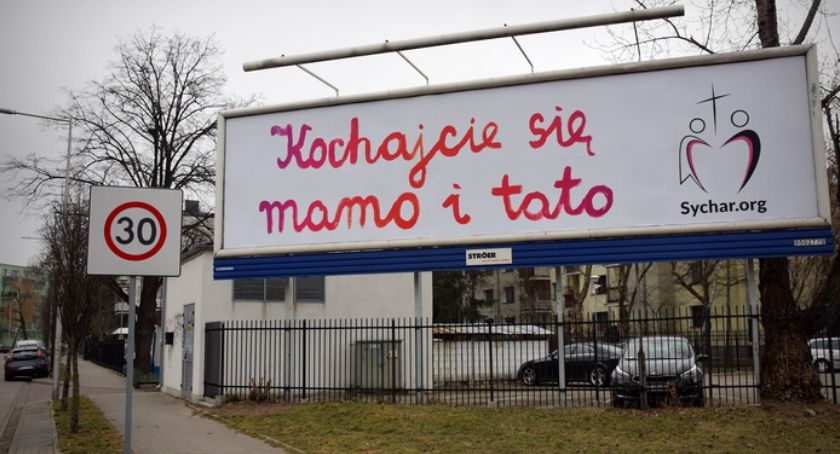 Kochajcie się
mamo i tato
Sychar.org
STRÖER
30